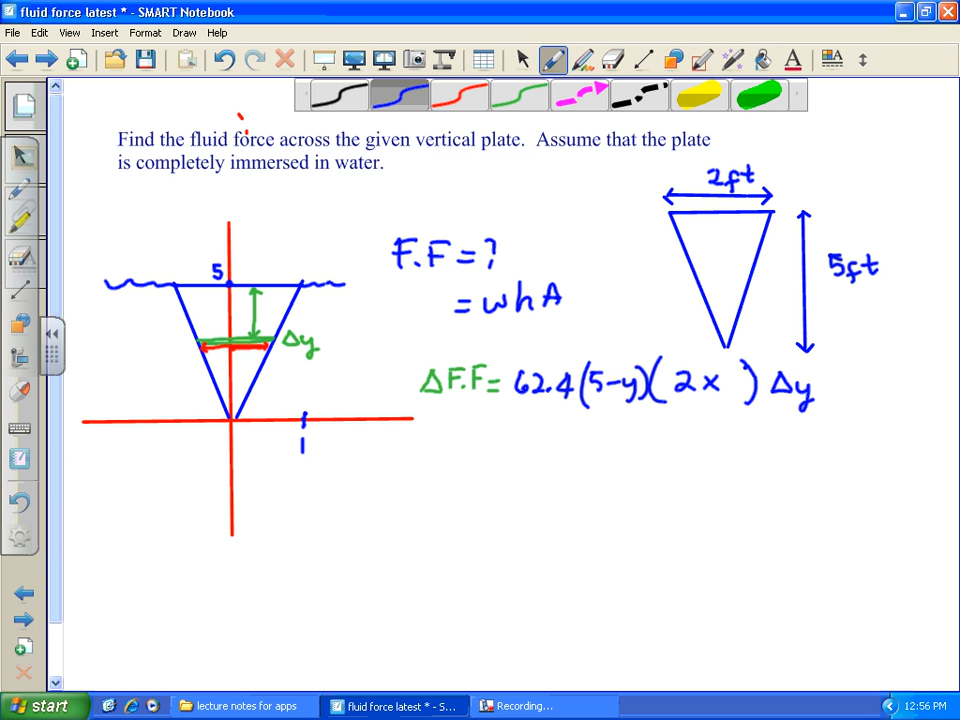 fluid force latest * - SMART Notebook
File Edit View Insert Format Draw Help
Find the fluid force across the given vertical plate. Assume that the plate
is completely immersed in water.
2ft
5ft
5
Δy
1
F.F = ?
= whA
ΔF.F = 62.4(5-y)(2x) Δy
start
lecture notes for apps
fluid force latest * - S...
Recording...
12:56 PM